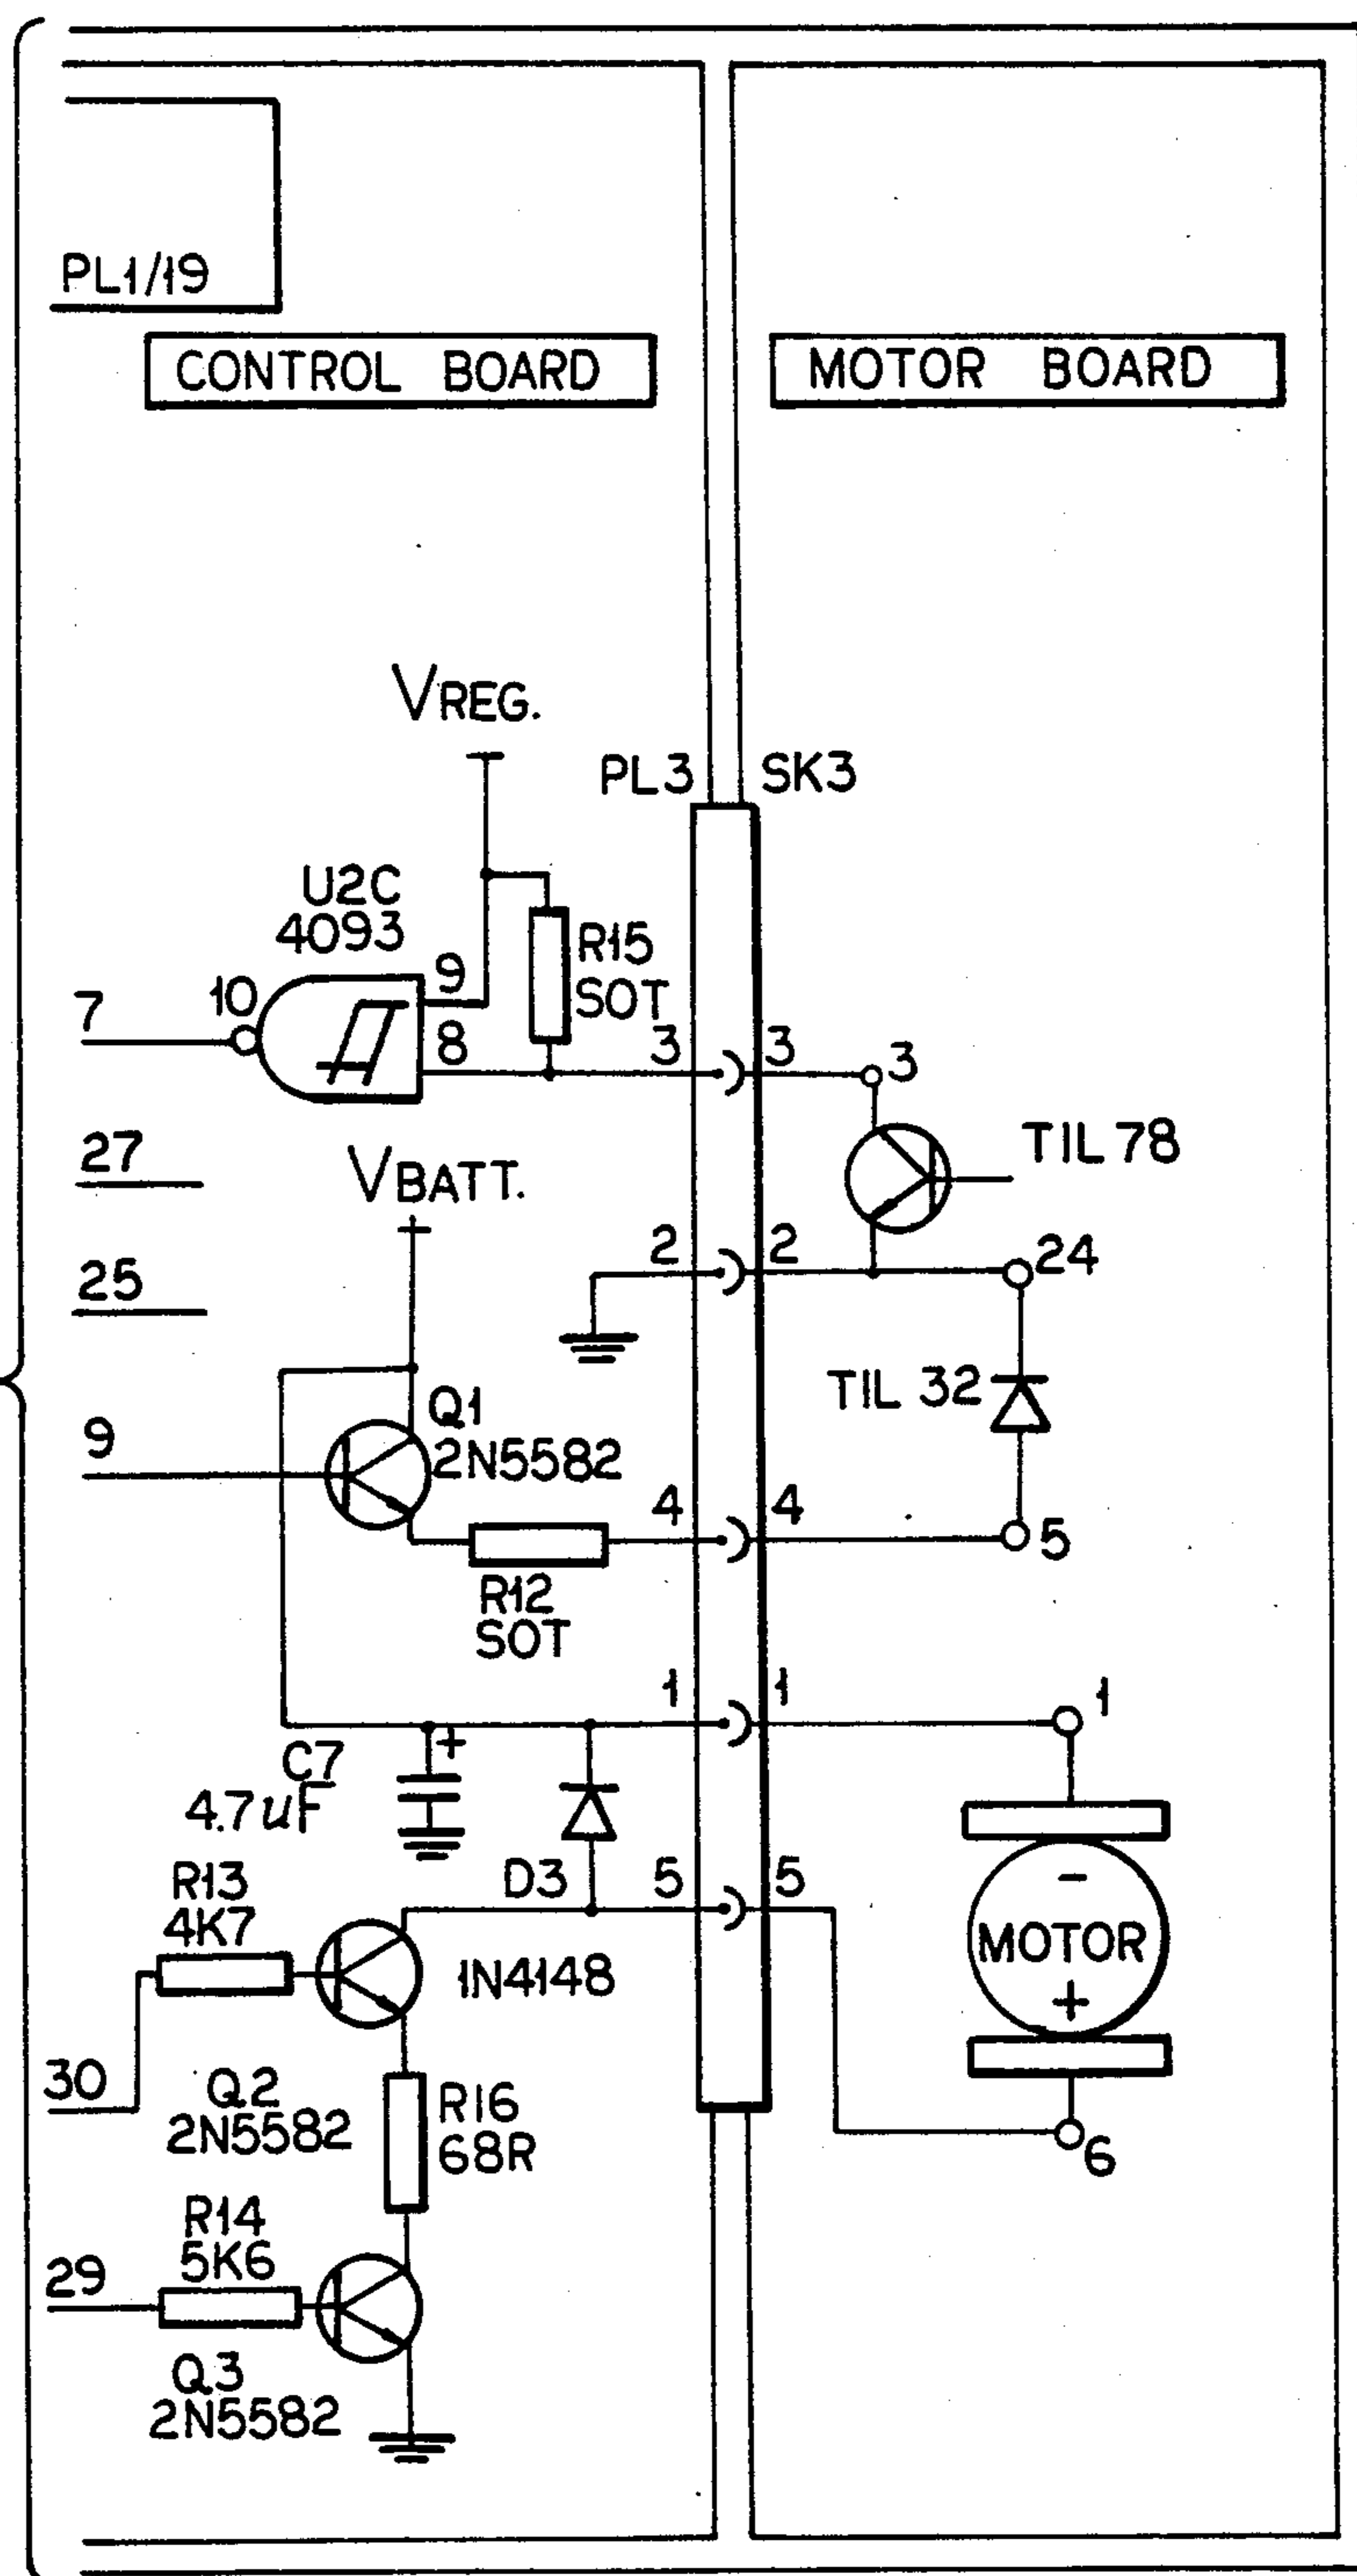 PL1/19
CONTROL BOARD
MOTOR BOARD
VREG.
PL3 SK3
U2C
4093
R15
SOT
7
10
9
8
3
3
3
27
VBATT.
TIL 78
2
2
24
25
TIL 32
9
Q1
2N5582
4
4
5
R12
SOT
1
1
1
+
C7
4.7uF
D3
5
5
-
MOTOR
+
R13
4K7
1N4148
30
Q2
2N5582
R16
68R
6
R14
5K6
29
Q3
2N5582